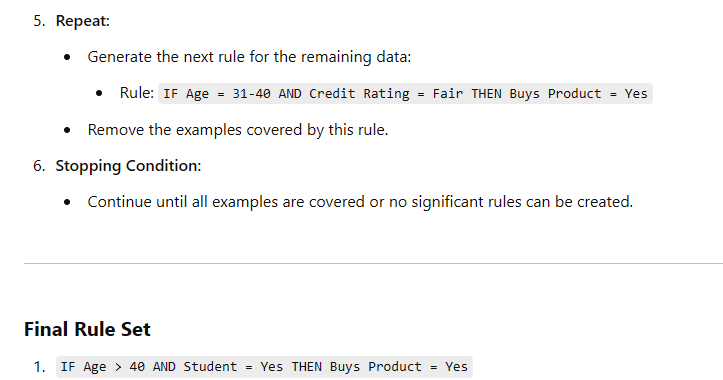 5. Repeat:
• Generate the next rule for the remaining data:
• Rule: IF Age = 31-40 AND Credit Rating = Fair THEN Buys Product = Yes
• Remove the examples covered by this rule.
6. Stopping Condition:
• Continue until all examples are covered or no significant rules can be created.
Final Rule Set
1. IF Age > 40 AND Student = Yes THEN Buys Product = Yes